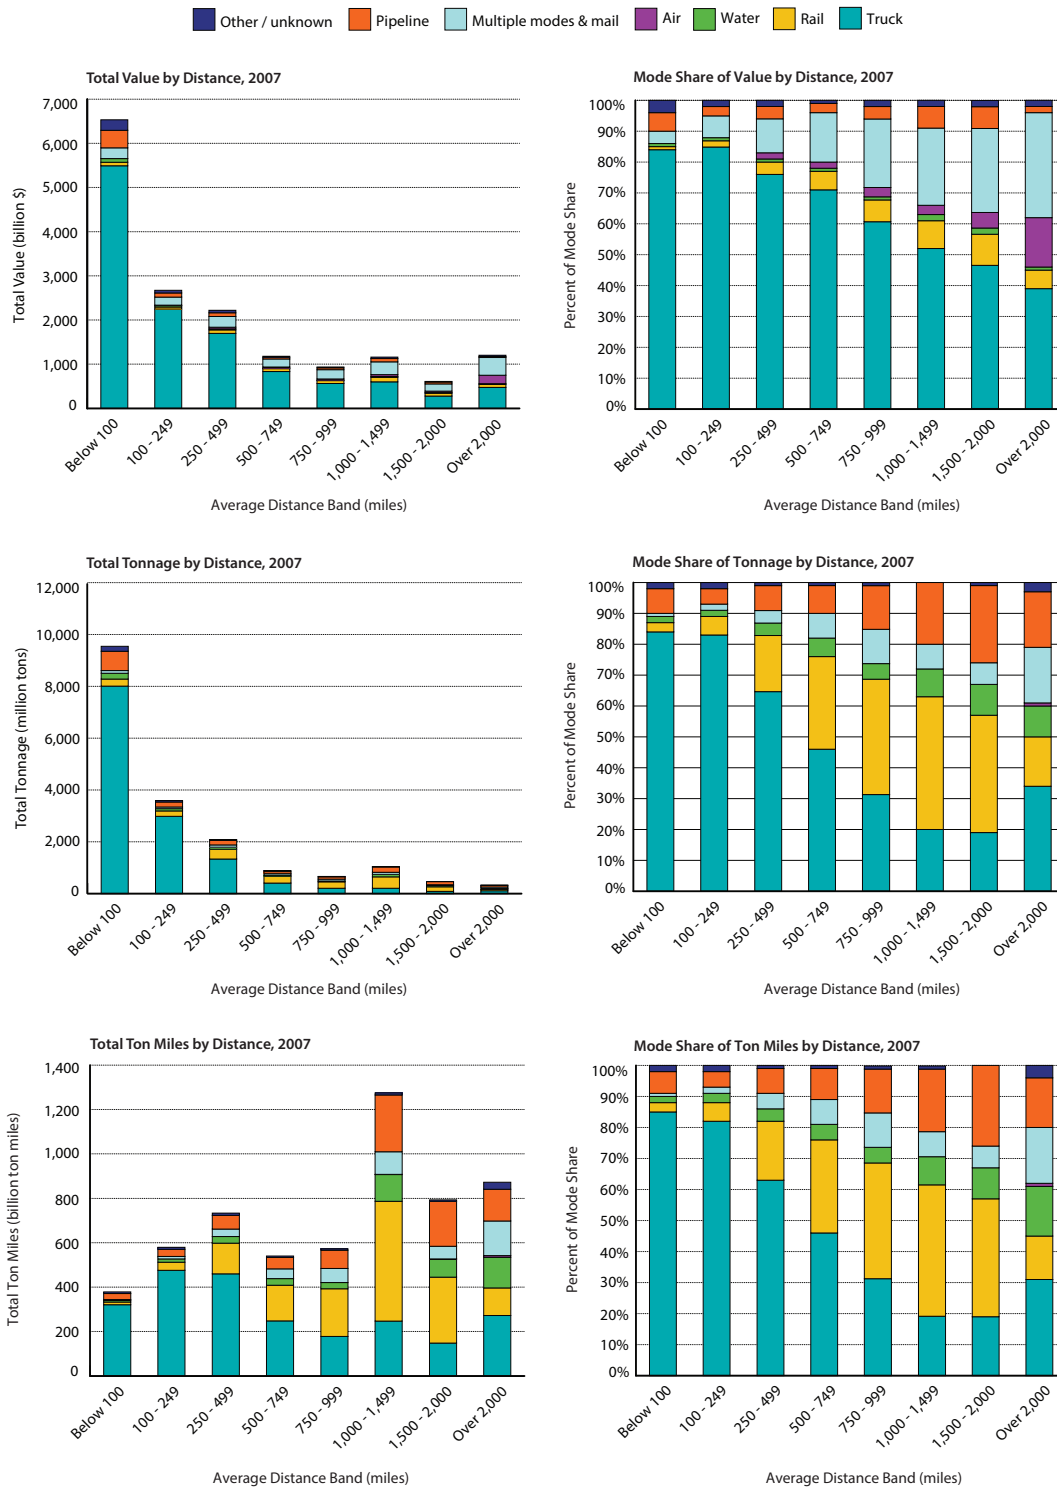 Other / unknown Pipeline Multiple modes & mail Air Water Rail Truck
Total Value by Distance, 2007
Total Value (billion $)
7,000
6,000
5,000
4,000
3,000
2,000
1,000
0
Below 100 100 - 249 250 - 499 500 - 749 750 - 999 1,000 - 1,499 1,500 - 2,000 Over 2,000
Average Distance Band (miles)
Mode Share of Value by Distance, 2007
Percent of Mode Share
100%
90%
80%
70%
60%
50%
40%
30%
20%
10%
0%
Below 100 100 - 249 250 - 499 500 - 749 750 - 999 1,000 - 1,499 1,500 - 2,000 Over 2,000
Average Distance Band (miles)
Total Tonnage by Distance, 2007
Total Tonnage (million tons)
12,000
10,000
8,000
6,000
4,000
2,000
0
Below 100 100 - 249 250 - 499 500 - 749 750 - 999 1,000 - 1,499 1,500 - 2,000 Over 2,000
Average Distance Band (miles)
Mode Share of Tonnage by Distance, 2007
Percent of Mode Share
100%
90%
80%
70%
60%
50%
40%
30%
20%
10%
0%
Below 100 100 - 249 250 - 499 500 - 749 750 - 999 1,000 - 1,499 1,500 - 2,000 Over 2,000
Average Distance Band (miles)
Total Ton Miles by Distance, 2007
Total Ton Miles (billion ton miles)
1,400
1,200
1,000
800
600
400
200
0
Below 100 100 - 249 250 - 499 500 - 749 750 - 999 1,000 - 1,499 1,500 - 2,000 Over 2,000
Average Distance Band (miles)
Mode Share of Ton Miles by Distance, 2007
Percent of Mode Share
100%
90%
80%
70%
60%
50%
40%
30%
20%
10%
0%
Below 100 100 - 249 250 - 499 500 - 749 750 - 999 1,000 - 1,499 1,500 - 2,000 Over 2,000
Average Distance Band (miles)